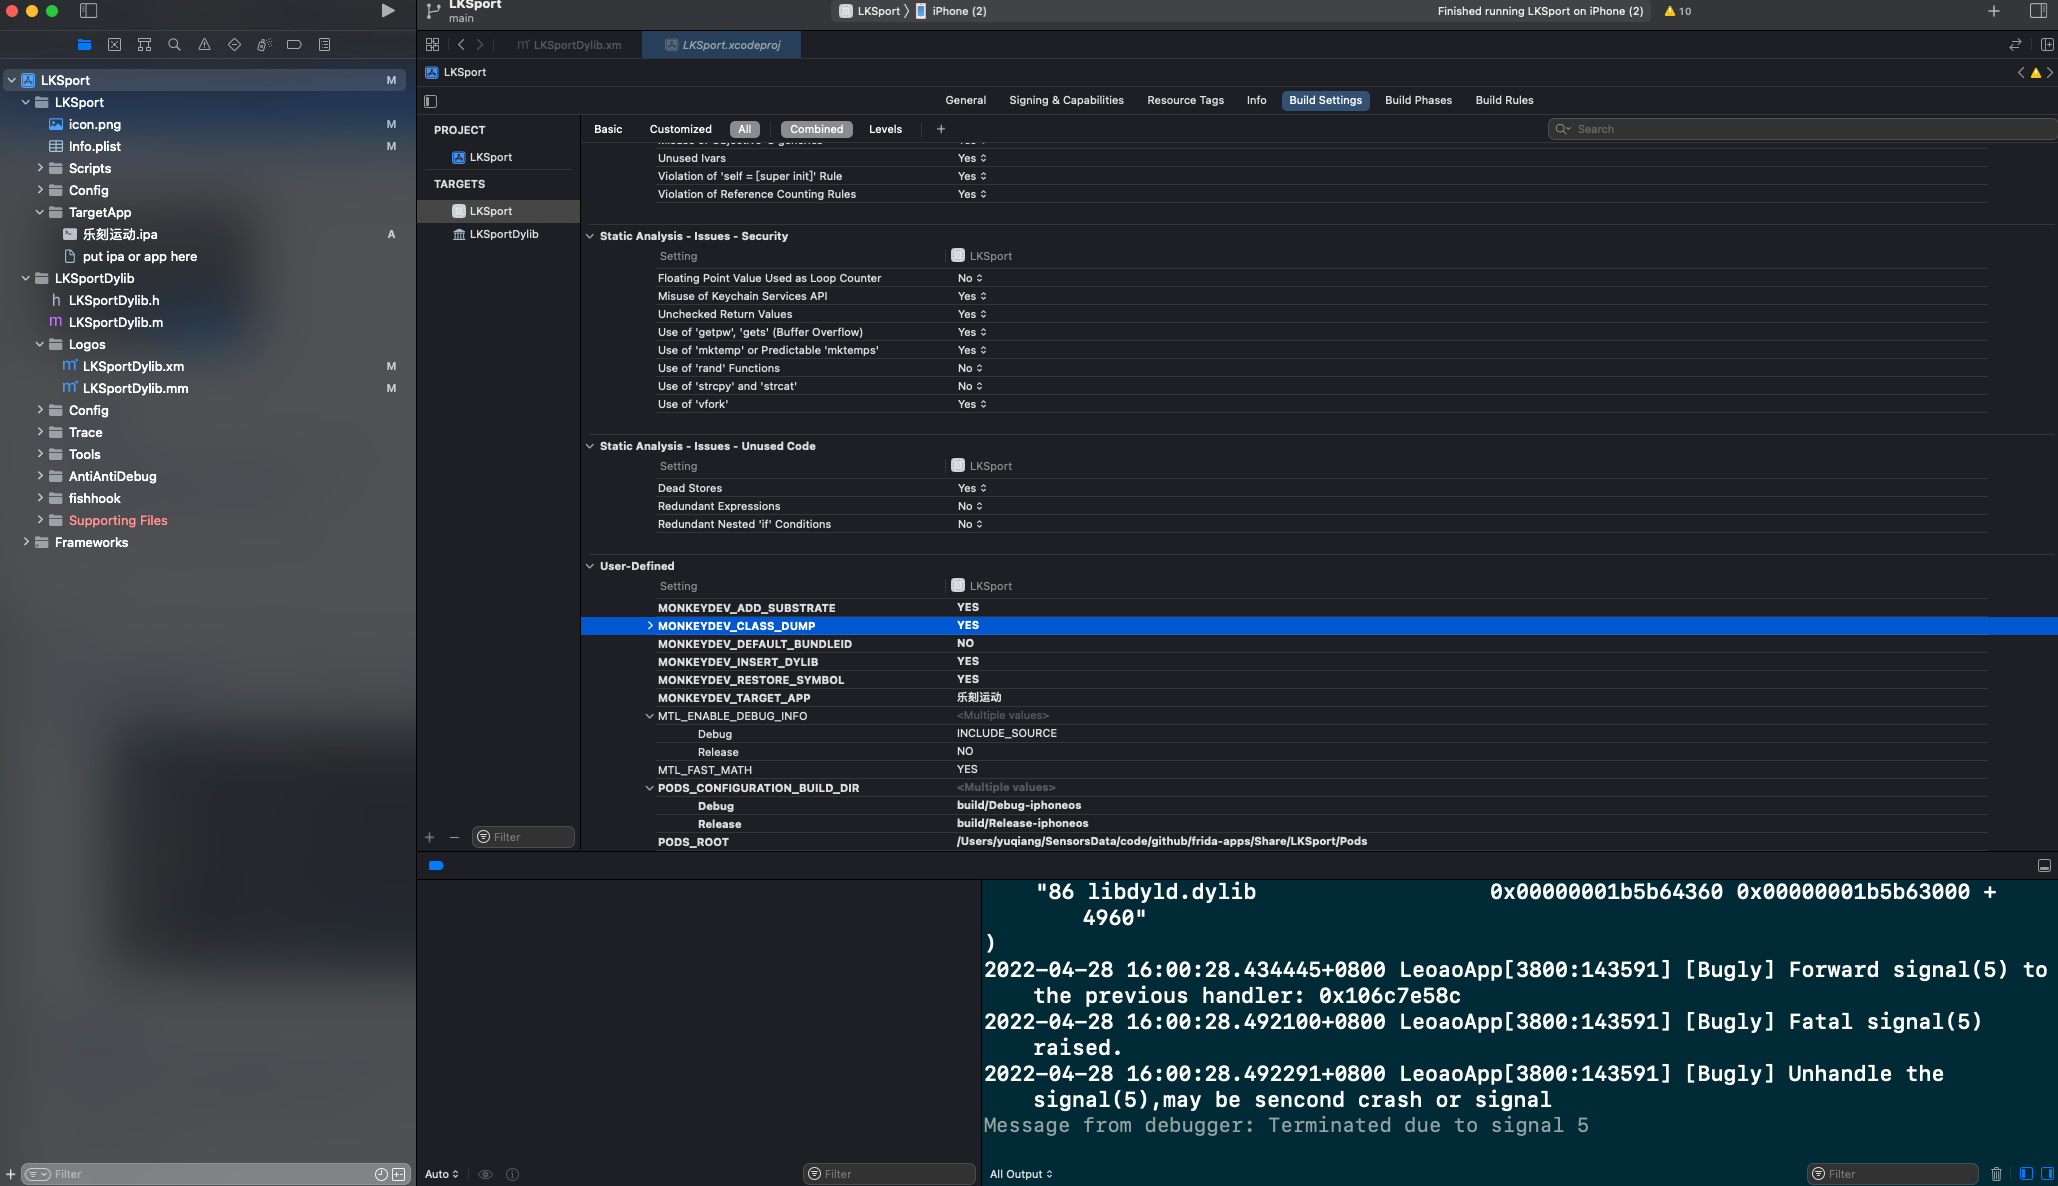 LKSport
main
LKSport
iPhone (2)
Finished running LKSport on iPhone (2)
10
LKSportDylib.xm
LKSport.xcodeproj
LKSport
M
LKSport
icon.png
M
Info.plist
M
Scripts
Config
TargetApp
乐刻运动.ipa
A
put ipa or app here
LKSportDylib
LKSportDylib.h
LKSportDylib.m
Logos
LKSportDylib.xm
M
LKSportDylib.mm
M
Config
Trace
Tools
AntiAntiDebug
fishhook
Supporting Files
Frameworks
Filter
LKSport
General
Signing & Capabilities
Resource Tags
Info
Build Settings
Build Phases
Build Rules
PROJECT
LKSport
TARGETS
LKSport
LKSportDylib
Filter
Basic
Customized
All
Combined
Levels
Search
Unused Ivars Yes
Violation of 'self = [super init]' Rule Yes
Violation of Reference Counting Rules Yes
Static Analysis - Issues - Security
Setting LKSport
Floating Point Value Used as Loop Counter No
Misuse of Keychain Services API Yes
Unchecked Return Values Yes
Use of 'getpw', 'gets' (Buffer Overflow) Yes
Use of 'mktemp' or Predictable 'mktemps' Yes
Use of 'rand' Functions No
Use of 'strcpy' and 'strcat' No
Use of 'vfork' Yes
Static Analysis - Issues - Unused Code
Setting LKSport
Dead Stores Yes
Redundant Expressions No
Redundant Nested 'if' Conditions No
User-Defined
Setting LKSport
MONKEYDEV_ADD_SUBSTRATE YES
MONKEYDEV_CLASS_DUMP YES
MONKEYDEV_DEFAULT_BUNDLEID NO
MONKEYDEV_INSERT_DYLIB YES
MONKEYDEV_RESTORE_SYMBOL YES
MONKEYDEV_TARGET_APP 乐刻运动
MTL_ENABLE_DEBUG_INFO <Multiple values>
Debug INCLUDE_SOURCE
Release NO
MTL_FAST_MATH YES
PODS_CONFIGURATION_BUILD_DIR <Multiple values>
Debug build/Debug-iphoneos
Release build/Release-iphoneos
PODS_ROOT /Users/yuqiang/SensorsData/code/github/frida-apps/Share/LKSport/Pods
"86 libdyld.dylib 0x00000001b5b64360 0x00000001b5b63000 +
4960"
)
2022-04-28 16:00:28.434445+0800 LeoaoApp[3800:143591] [Bugly] Forward signal(5) to
the previous handler: 0x106c7e58c
2022-04-28 16:00:28.492100+0800 LeoaoApp[3800:143591] [Bugly] Fatal signal(5)
raised.
2022-04-28 16:00:28.492291+0800 LeoaoApp[3800:143591] [Bugly] Unhandle the
signal(5),may be sencond crash or signal
Message from debugger: Terminated due to signal 5
Auto
Filter
All Output
Filter